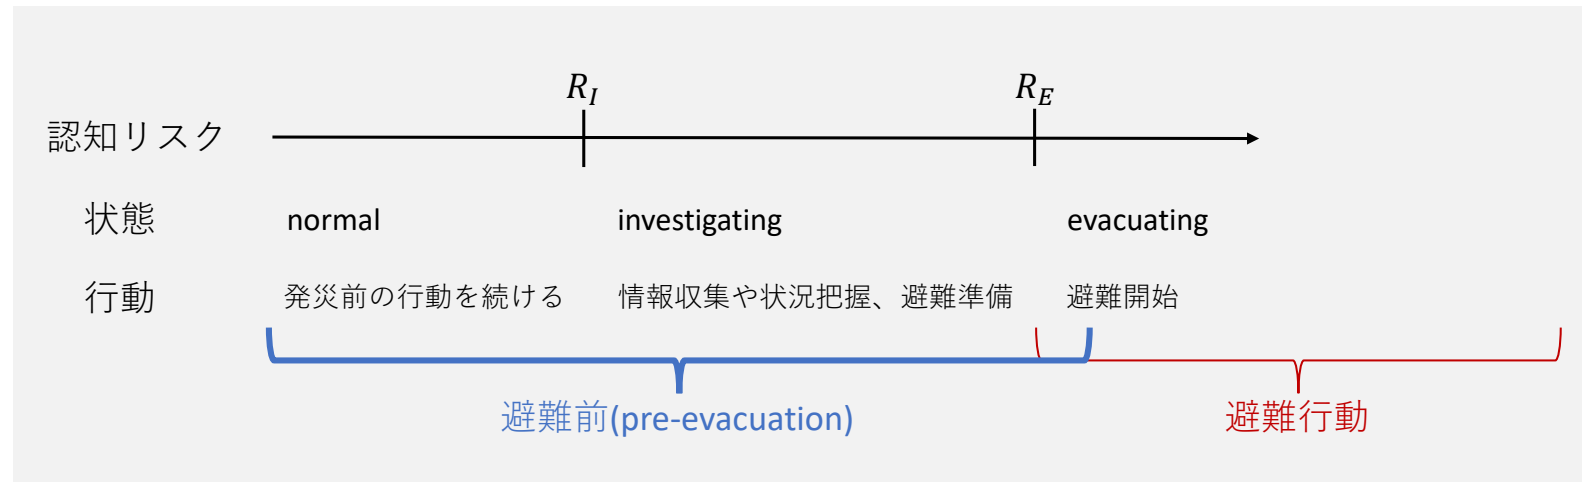 R_I R_E
認知リスク
状態 normal investigating evacuating
行動 発災前の行動を続ける 情報収集や状況把握、避難準備 避難開始
避難前(pre-evacuation) 避難行動